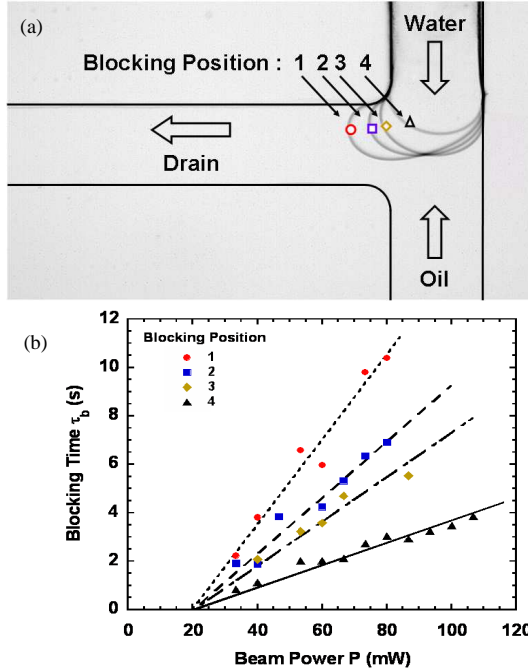 (a)
Water
Blocking Position : 1 2 3 4
Drain
Oil
(b)
12
10
8
6
4
2
0
Blocking Time τb (s)
Blocking Position
1
2
3
4
0 20 40 60 80 100 120
Beam Power P (mW)